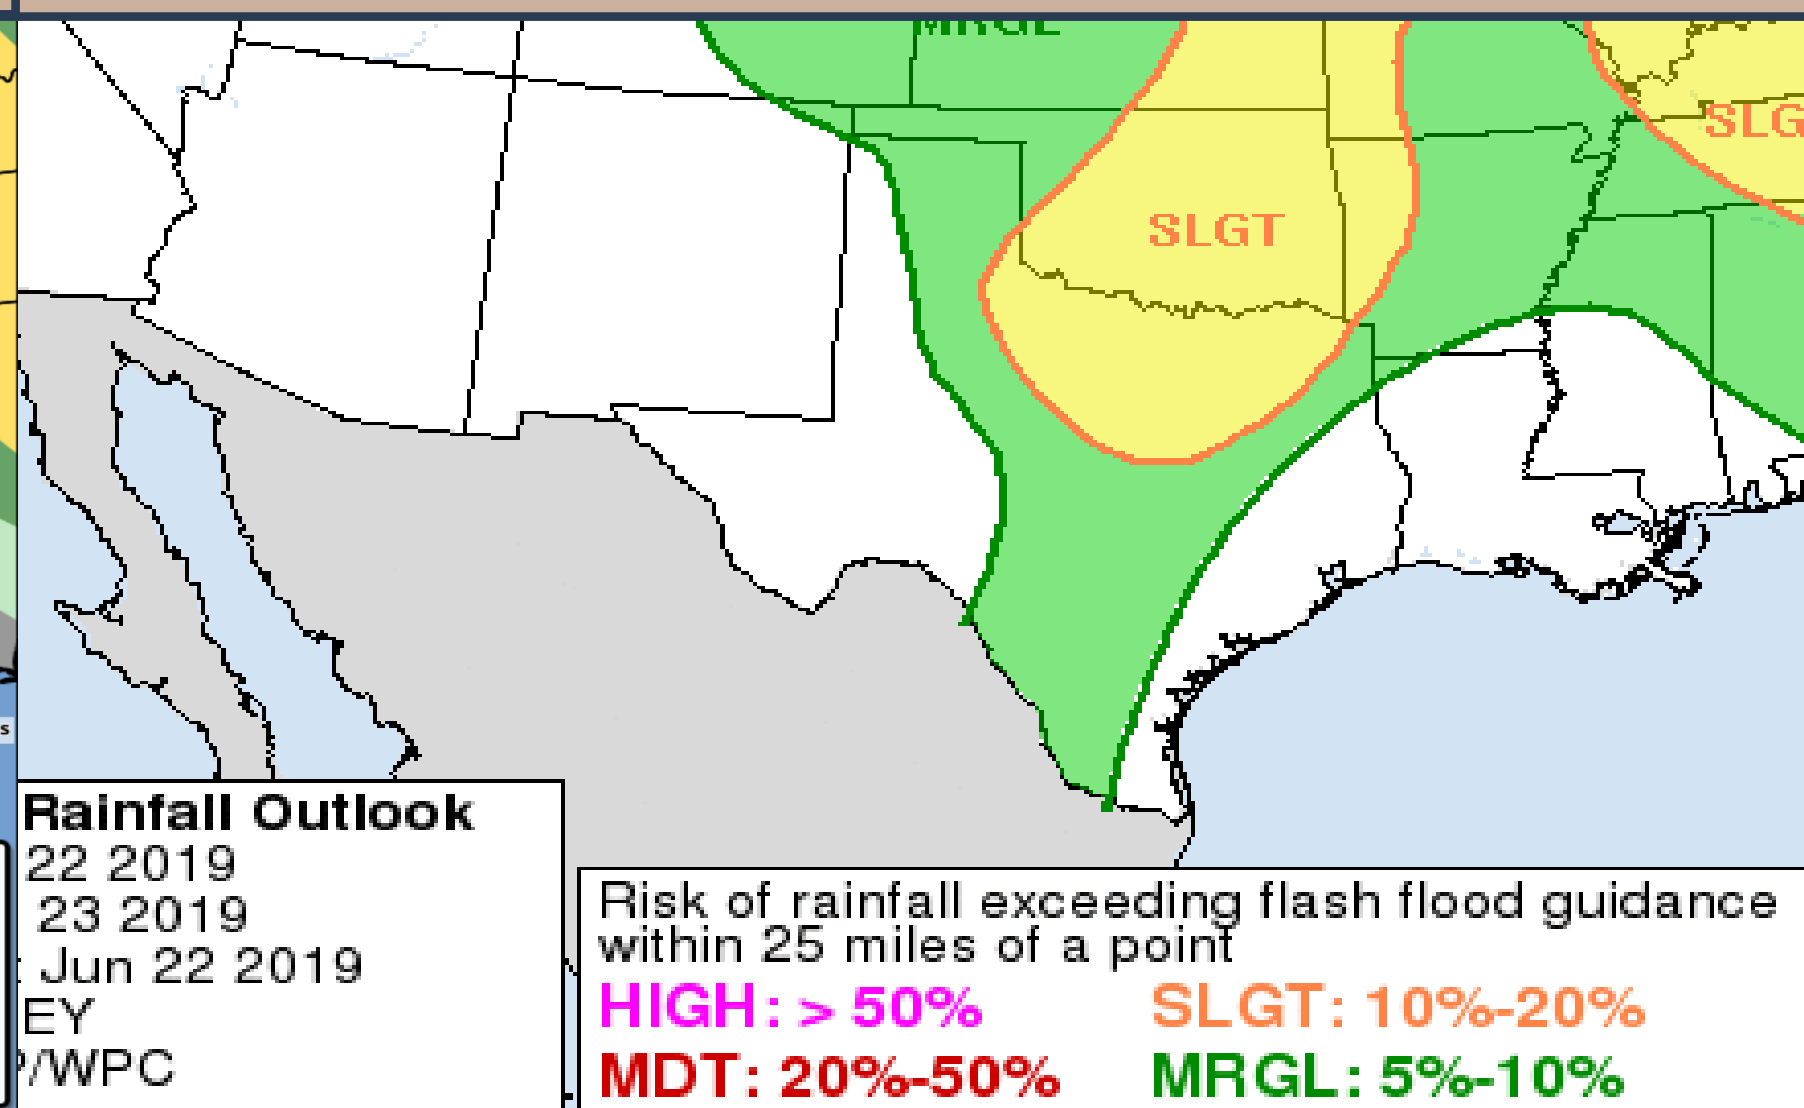 MRGL
SLG
SLGT
s
Rainfall Outlook
22 2019
23 2019
: Jun 22 2019
EY
/WPC
Risk of rainfall exceeding flash flood guidance
within 25 miles of a point
HIGH: > 50% SLGT: 10%-20%
MDT: 20%-50% MRGL: 5%-10%